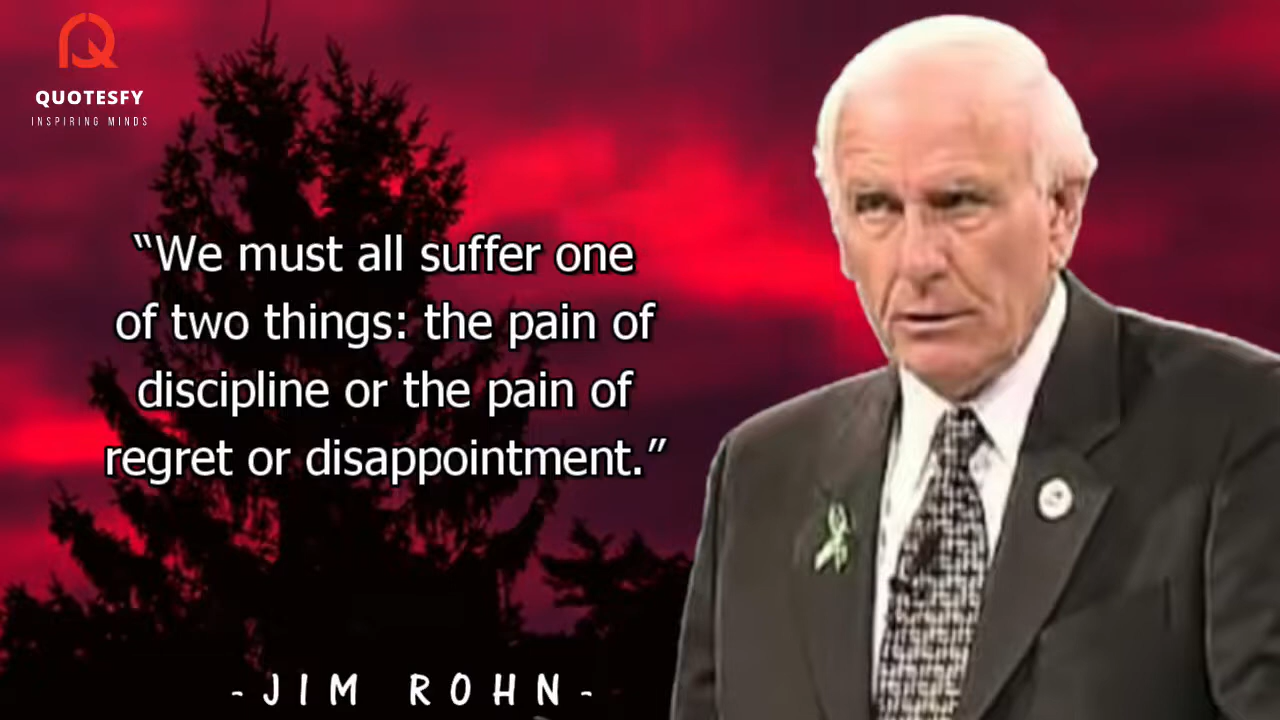 QUOTESFY
INSPIRING MINDS
“We must all suffer one
of two things: the pain of
discipline or the pain of
regret or disappointment.”
-JIM ROHN-